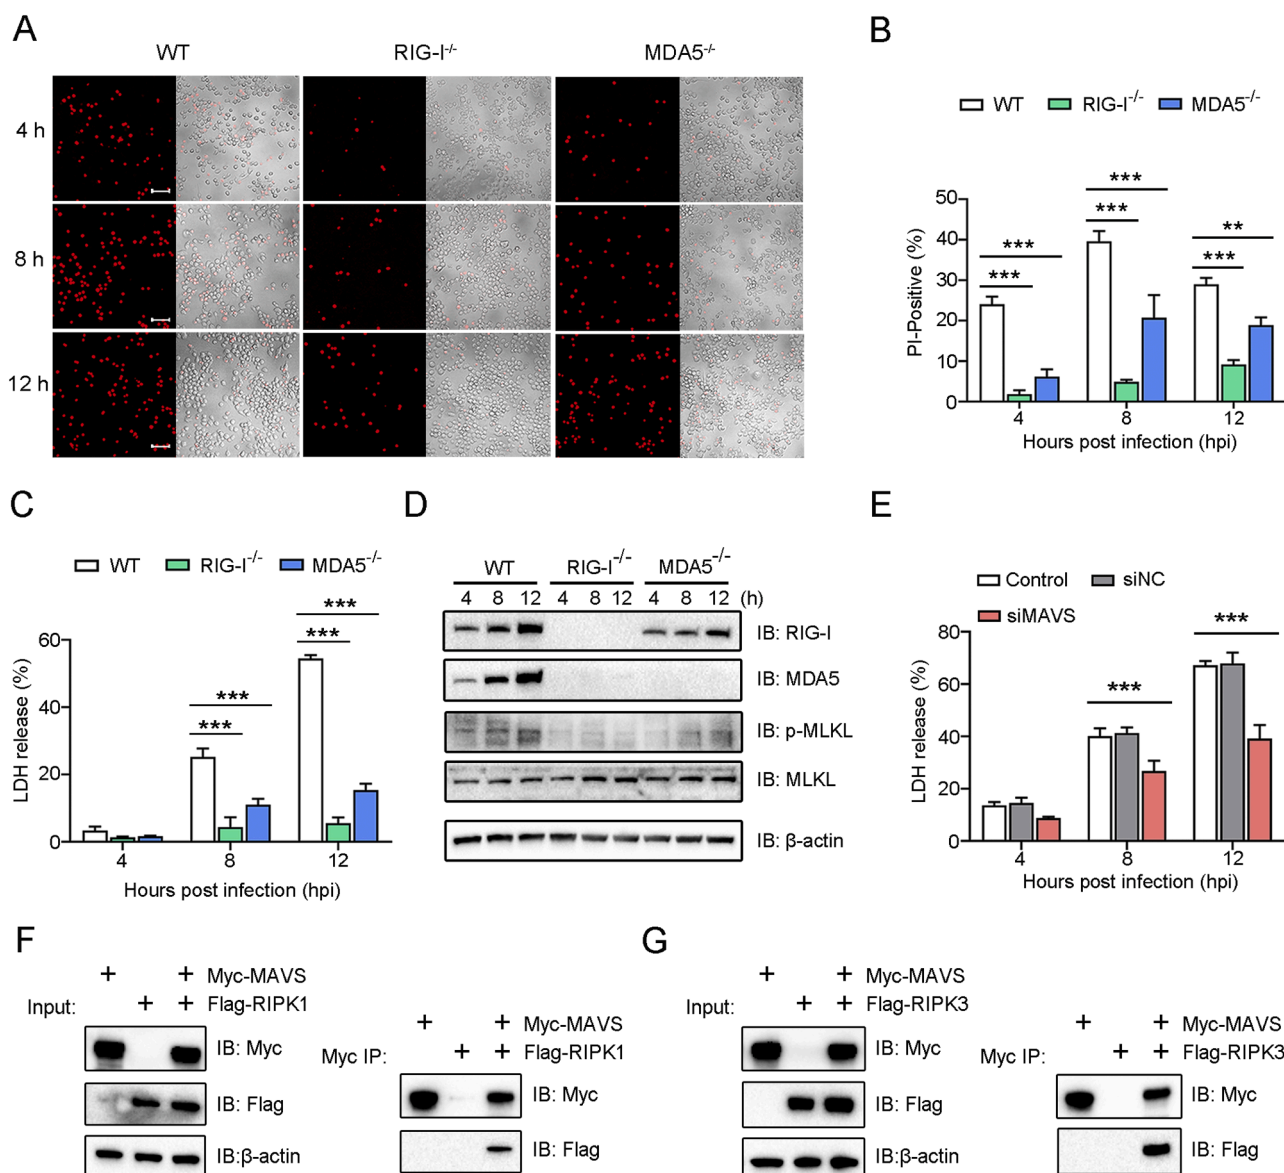 A
WT
RIG-I-/-
MDA5-/-
4 h
8 h
12 h
B
WT
RIG-I-/-
MDA5-/-
PI-Positive (%)
50
40
30
20
10
0
***
***
***
***
**
***
4 8 12
Hours post infection (hpi)
C
WT
RIG-I-/-
MDA5-/-
LDH release (%)
60
40
20
0
***
***
***
***
4 8 12
Hours post infection (hpi)
D
WT RIG-I-/- MDA5-/-
4 8 12 4 8 12 4 8 12 (h)
IB: RIG-I
IB: MDA5
IB: p-MLKL
IB: MLKL
IB: β-actin
E
Control
siNC
siMAVS
LDH release (%)
80
60
40
20
0
***
***
4 8 12
Hours post infection (hpi)
F
+ + Myc-MAVS
Input: + + Flag-RIPK1
IB: Myc
IB: Flag
IB:β-actin
+ + Myc-MAVS
Myc IP: + + Flag-RIPK1
IB: Myc
IB: Flag
G
+ + Myc-MAVS
Input: + + Flag-RIPK3
IB: Myc
IB: Flag
IB:β-actin
+ + Myc-MAVS
Myc IP: + + Flag-RIPK3
IB: Myc
IB: Flag